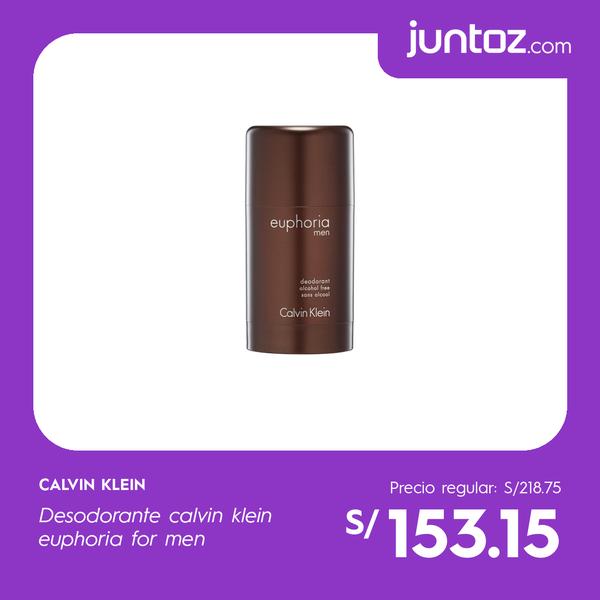 juntoz.com
euphoria
men
deodorant
alcohol free
sans alcool
Calvin Klein
CALVIN KLEIN
Desodorante calvin klein
euphoria for men
Precio regular: S/218.75
S/153.15